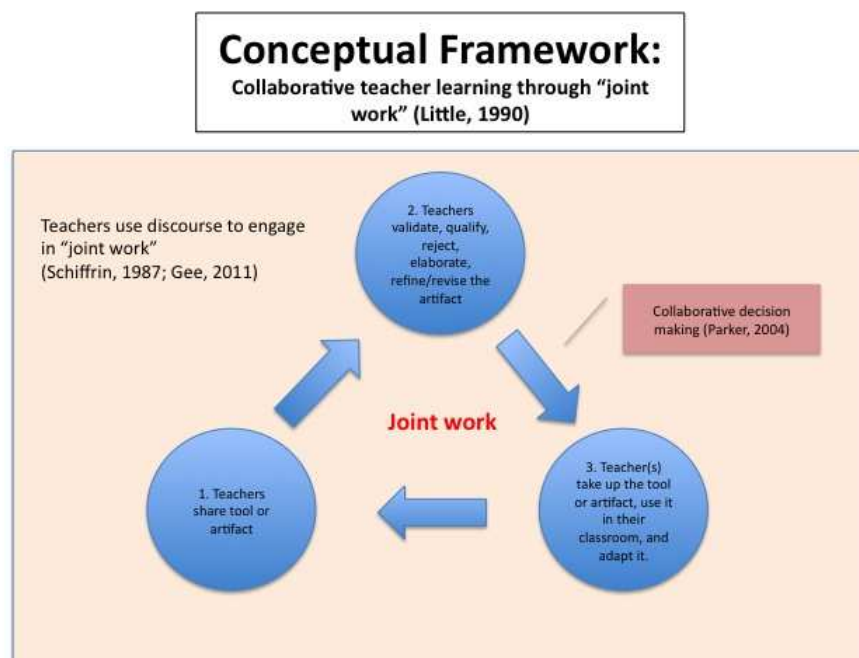 Conceptual Framework:
Collaborative teacher learning through “joint
work” (Little, 1990)
Teachers use discourse to engage
in “joint work”
(Schiffrin, 1987; Gee, 2011)
2. Teachers
validate, qualify,
reject,
elaborate,
refine/revise the
artifact
Collaborative decision
making (Parker, 2004)
Joint work
1. Teachers
share tool or
artifact
3. Teacher(s)
take up the tool
or artifact, use it
in their
classroom, and
adapt it.